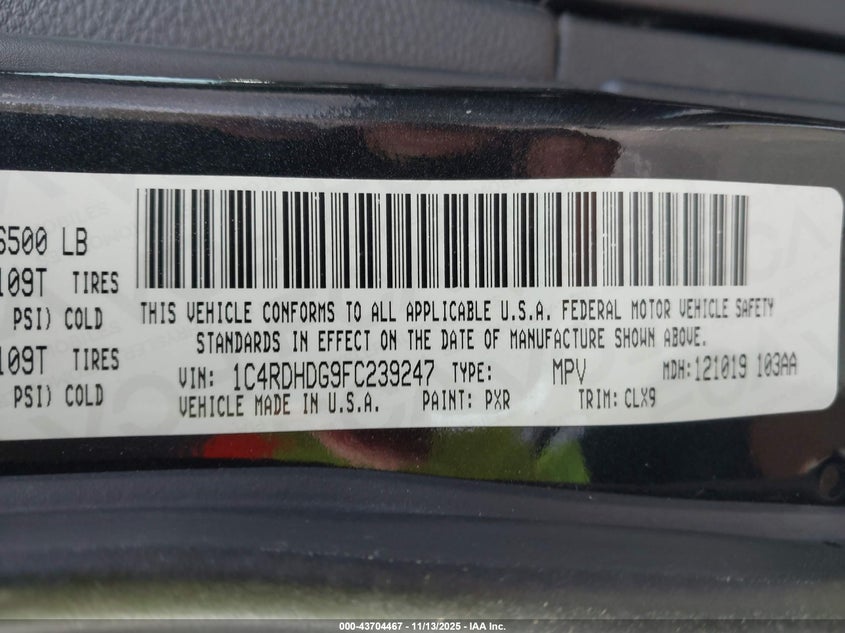 6500 LB
109T TIRES
PSI) COLD
109T TIRES
PSI) COLD
THIS VEHICLE CONFORMS TO ALL APPLICABLE U.S.A. FEDERAL MOTOR VEHICLE SAFETY
STANDARDS IN EFFECT ON THE DATE OF MANUFACTURE SHOWN ABOVE.
VIN: 1C4RDHDG9FC239247 TYPE: MPV MDH: 121019 103AA
VEHICLE MADE IN U.S.A. PAINT: PXR TRIM: CLX9
000-43704467 - 11/13/2025 - IAA Inc.